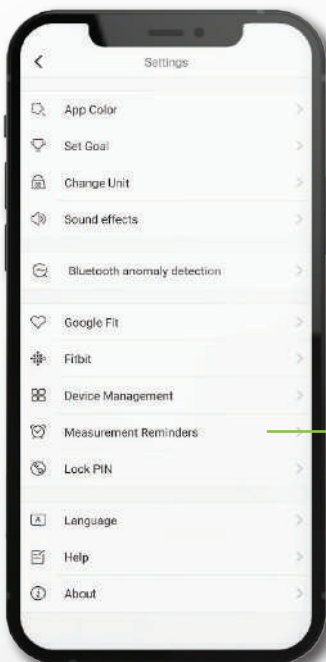 Settings
App Color
Set Goal
Change Unit
Sound effects
Bluetooth anomaly detection
Google Fit
Fitbit
Device Management
Measurement Reminders
Lock PIN
Language
Help
About